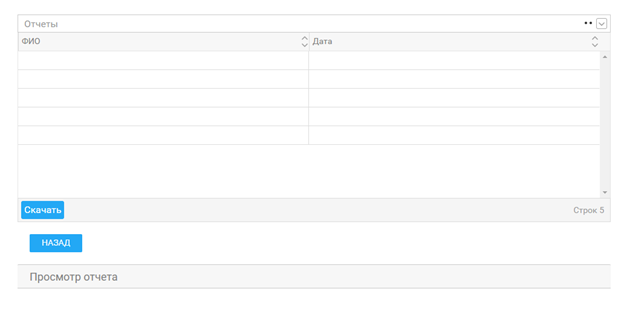 Отчеты
ФИО Дата
Скачать Строк 5
НАЗАД
Просмотр отчета